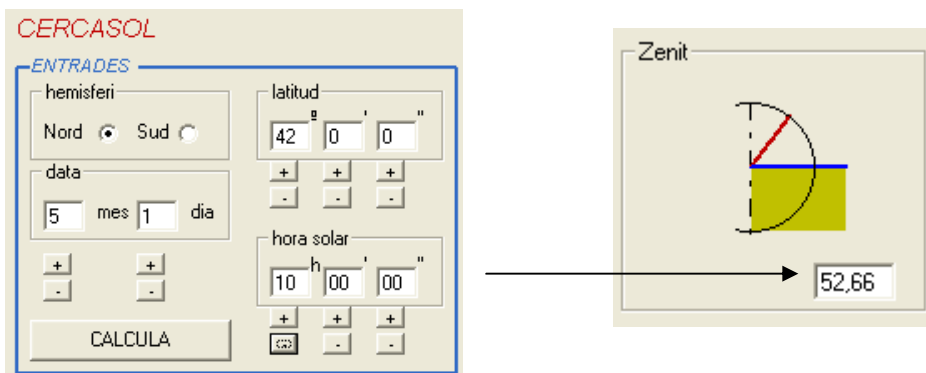 CERCASOL
ENTRADES
hemisferi
Nord Sud
data
5 mes 1 dia
+ +
- -
CALCULA
latitud
42 º 0 ' 0 "
+ + +
- - -
hora solar
10 h 00 ' 00 "
+ + +
- -
Zenit
52,66